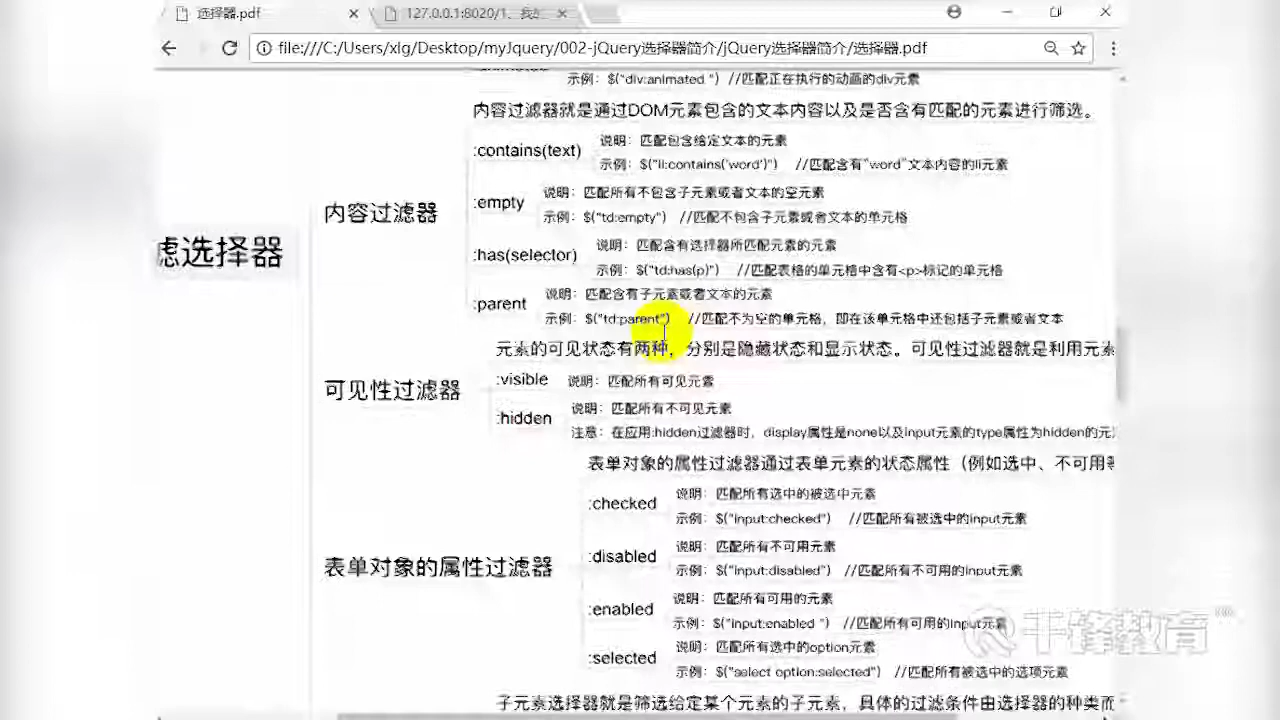 选择器.pdf
127.0.0.1:8020/1、我的
file:///C:/Users/xlg/Desktop/myJquery/002-jQuery选择器简介/jQuery选择器简介/选择器.pdf
示例：$("div:animated ") //匹配正在执行的动画的div元素
内容过滤器就是通过DOM元素包含的文本内容以及是否含有匹配的元素进行筛选。
:contains(text)
说明：匹配包含给定文本的元素
示例：$("li:contains('word')") //匹配含有"word"文本内容的li元素
内容过滤器
:empty
说明：匹配所有不包含子元素或者文本的空元素
示例：$("td:empty") //匹配不包含子元素或者文本的单元格
虑选择器
:has(selector)
说明：匹配含有选择器所匹配元素的元素
示例：$("td:has(p)") //匹配表格的单元格中含有<p>标记的单元格
:parent
说明：匹配含有子元素或者文本的元素
示例：$("td:parent") //匹配不为空的单元格，即在该单元格中还包括子元素或者文本
元素的可见状态有两种，分别是隐藏状态和显示状态。可见性过滤器就是利用元素
可见性过滤器
:visible
说明：匹配所有可见元素
:hidden
说明：匹配所有不可见元素
注意：在应用:hidden过滤器时，display属性是none以及input元素的type属性为hidden的元
表单对象的属性过滤器通过表单元素的状态属性（例如选中、不可用等
:checked
说明：匹配所有选中的被选中元素
示例：$("input:checked") //匹配所有被选中的input元素
表单对象的属性过滤器
:disabled
说明：匹配所有不可用元素
示例：$("input:disabled") //匹配所有不可用的input元素
:enabled
说明：匹配所有可用的元素
示例：$("input:enabled ") //匹配所有可用的input元素
:selected
说明：匹配所有选中的option元素
示例：$("select option:selected") //匹配所有被选中的选项元素
千锋教育
子元素选择器就是筛选给定某个元素的子元素，具体的过滤条件由选择器的种类而